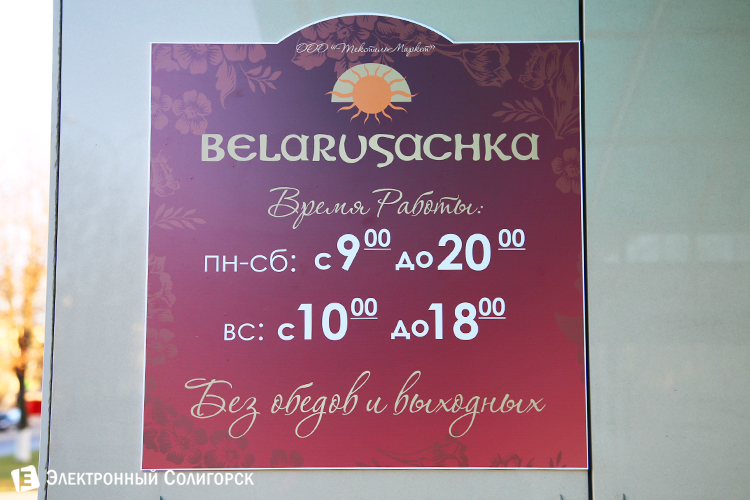 ООО "ТекстильМаркет"
BELARUSACHKA
Время Работы:
пн-сб: с 9 00 до 20 00
вс: с 10 00 до 18 00
Без обедов и выходных
Е Электронный Солигорск